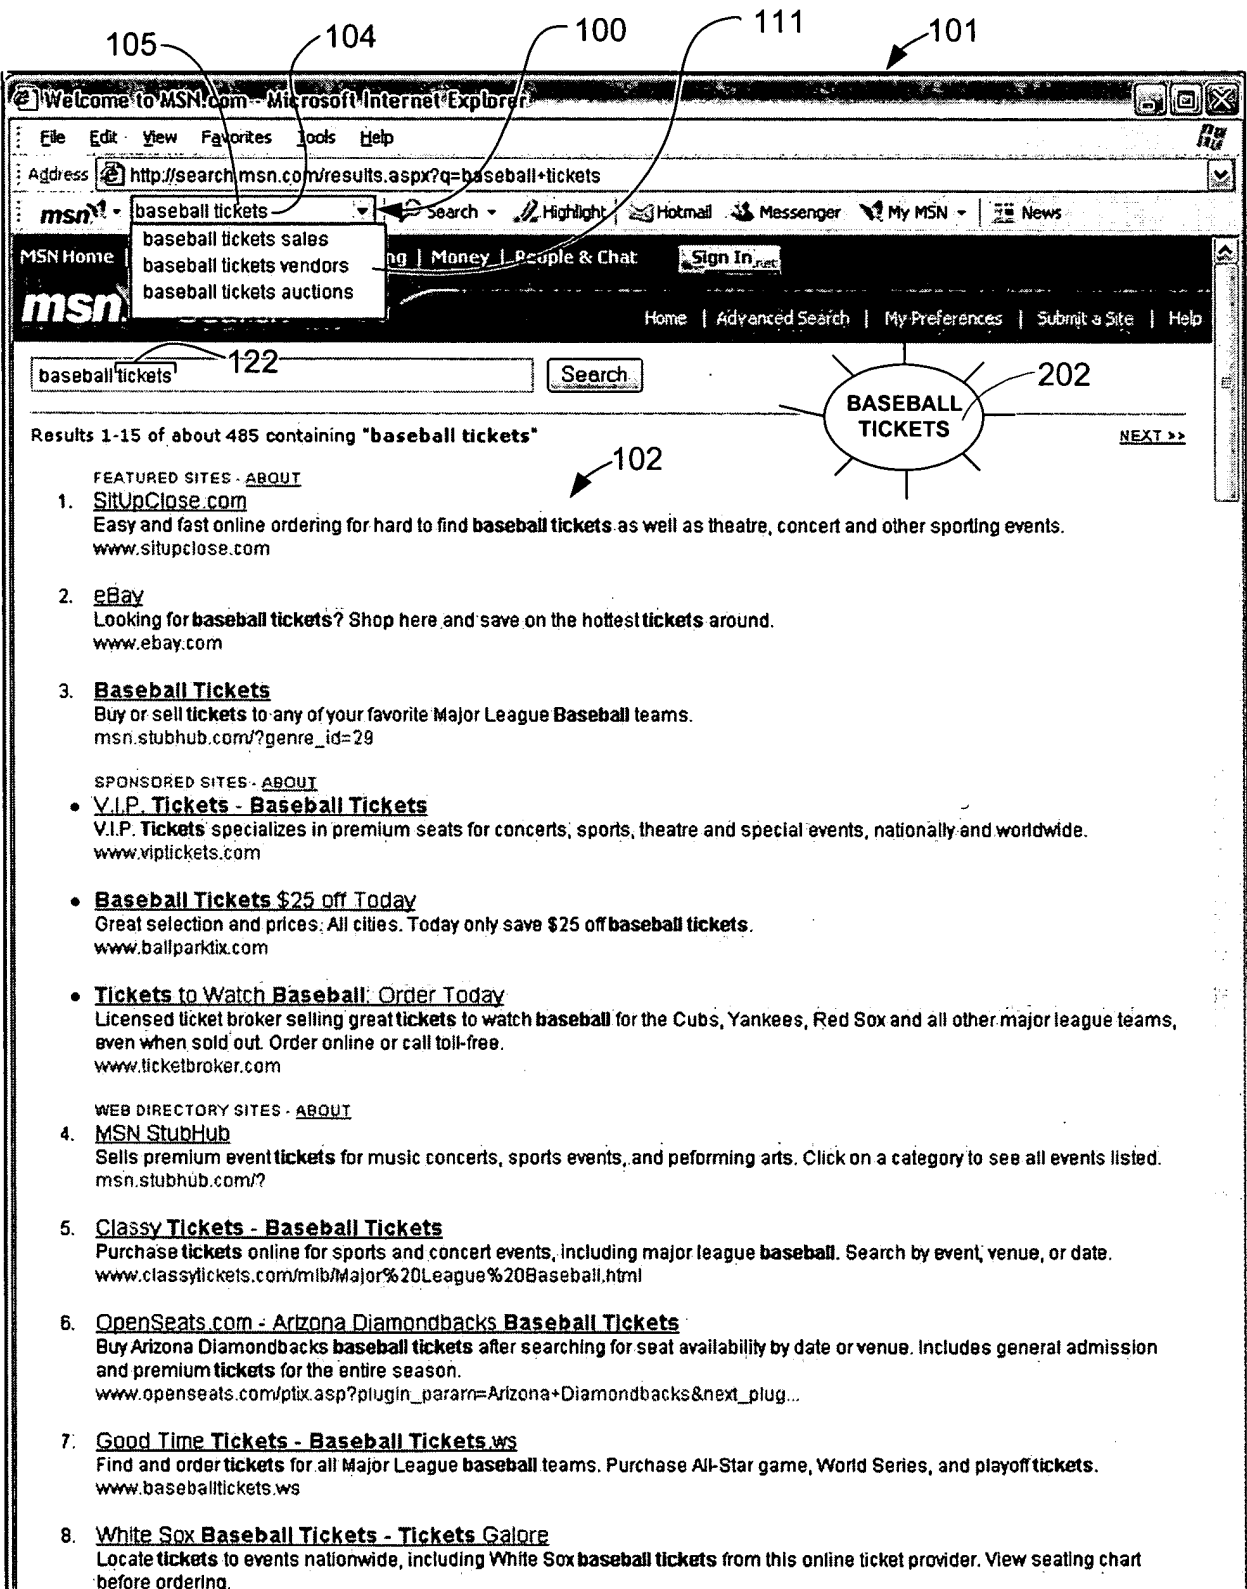 105 104 100 111 101
Welcome to MSN.com - Microsoft Internet Explorer
File Edit View Favorites Tools Help
Address http://search.msn.com/results.aspx?q=baseball+tickets
msn baseball tickets Search Highlight Hotmail Messenger My MSN News
baseball tickets sales
baseball tickets vendors
baseball tickets auctions
MSN Home | ng | Money | People & Chat Sign In .net
msn
Home | Advanced Search | My Preferences | Submit a Site | Help
122
baseball tickets Search
202
BASEBALL
TICKETS
Results 1-15 of about 485 containing "baseball tickets"
NEXT >>
102
FEATURED SITES - ABOUT
1. SitUpClose.com
Easy and fast online ordering for hard to find baseball tickets as well as theatre, concert and other sporting events.
www.situpclose.com
2. eBay
Looking for baseball tickets? Shop here and save on the hottest tickets around.
www.ebay.com
3. Baseball Tickets
Buy or sell tickets to any of your favorite Major League Baseball teams.
msn.stubhub.com/?genre_id=29
SPONSORED SITES - ABOUT
• V.I.P. Tickets - Baseball Tickets
V.I.P. Tickets specializes in premium seats for concerts, sports, theatre and special events, nationally and worldwide.
www.viptickets.com
• Baseball Tickets $25 off Today
Great selection and prices. All cities. Today only save $25 off baseball tickets.
www.ballparktix.com
• Tickets to Watch Baseball: Order Today
Licensed ticket broker selling great tickets to watch baseball for the Cubs, Yankees, Red Sox and all other major league teams,
even when sold out. Order online or call toll-free.
www.ticketbroker.com
WEB DIRECTORY SITES - ABOUT
4. MSN StubHub
Sells premium event tickets for music concerts, sports events, and peforming arts. Click on a category to see all events listed.
msn.stubhub.com/?
5. Classy Tickets - Baseball Tickets
Purchase tickets online for sports and concert events, including major league baseball. Search by event, venue, or date.
www.classytickets.com/mlb/Major%20League%20Baseball.html
6. OpenSeats.com - Arizona Diamondbacks Baseball Tickets
Buy Arizona Diamondbacks baseball tickets after searching for seat availability by date or venue. Includes general admission
and premium tickets for the entire season.
www.openseats.com/ptix.asp?plugin_param=Arizona+Diamondbacks&next_plug...
7. Good Time Tickets - Baseball Tickets.ws
Find and order tickets for all Major League baseball teams. Purchase All-Star game, World Series, and playoff tickets.
www.baseballtickets.ws
8. White Sox Baseball Tickets - Tickets Galore
Locate tickets to events nationwide, including White Sox baseball tickets from this online ticket provider. View seating chart
before ordering.